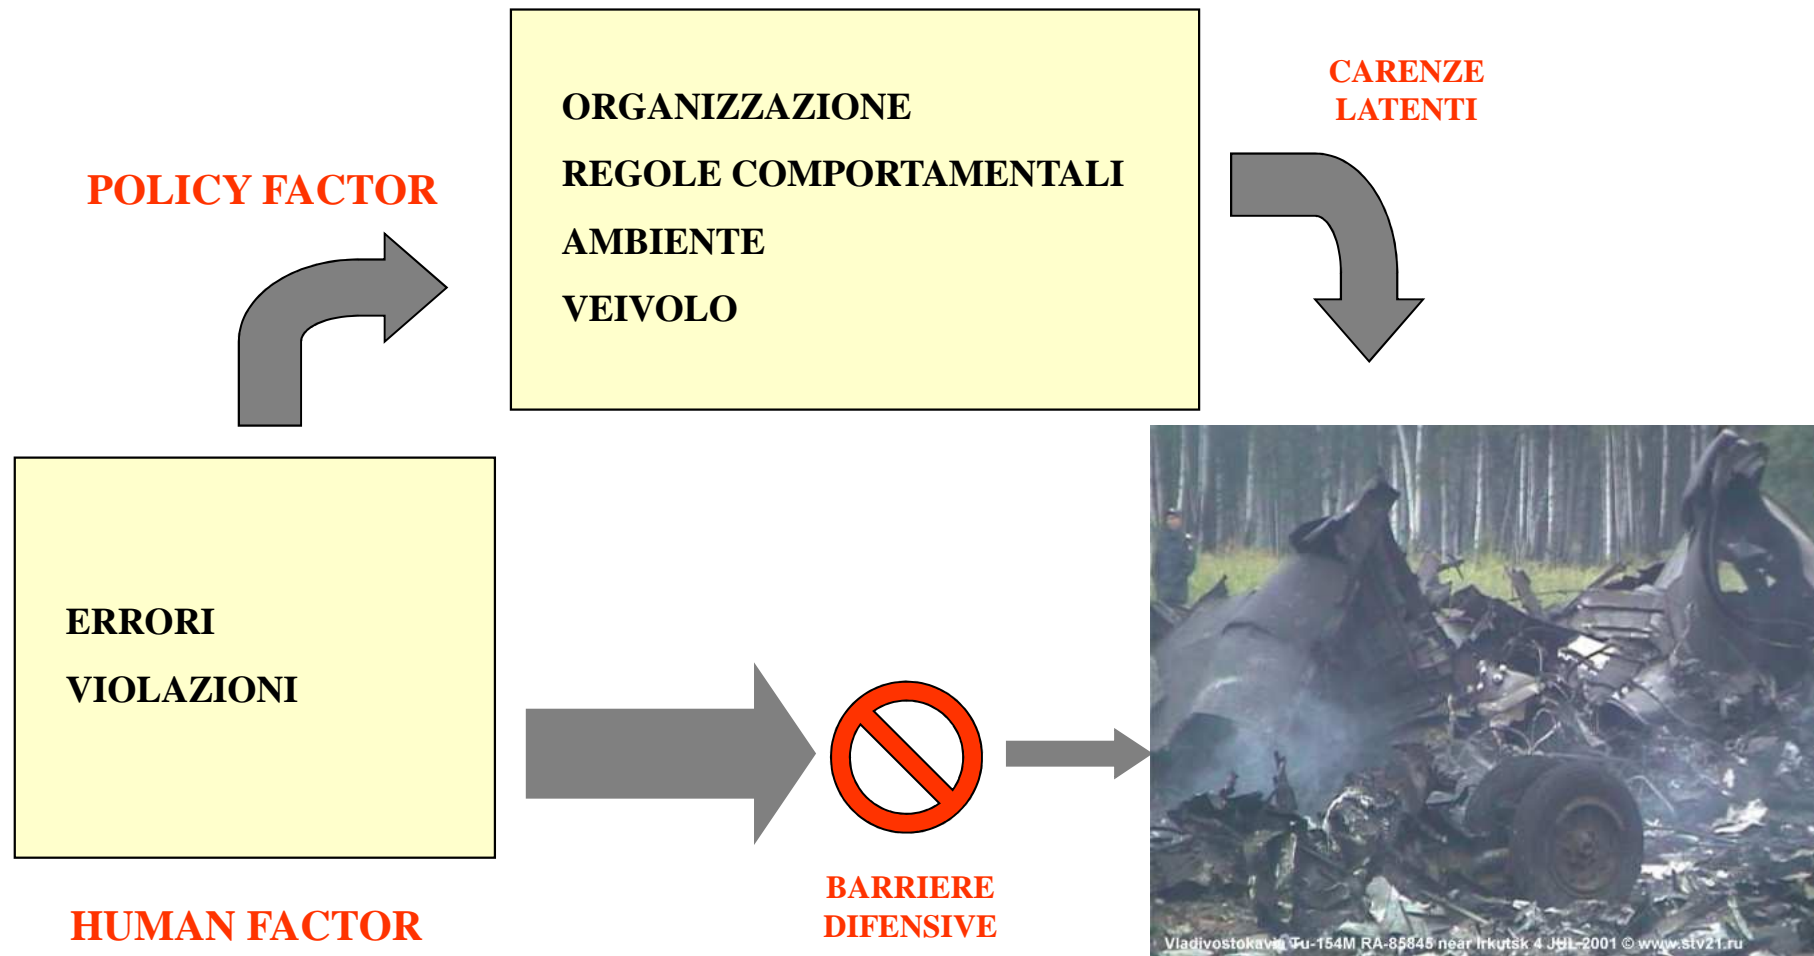 ORGANIZZAZIONE
REGOLE COMPORTAMENTALI
AMBIENTE
VEIVOLO
CARENZE
LATENTI
POLICY FACTOR
ERRORI
VIOLAZIONI
HUMAN FACTOR
BARRIERE
DIFENSIVE
Vladivostokavia Tu-154M RA-85845 near Irkutsk 4 JUL 2001 © www.stv21.ru